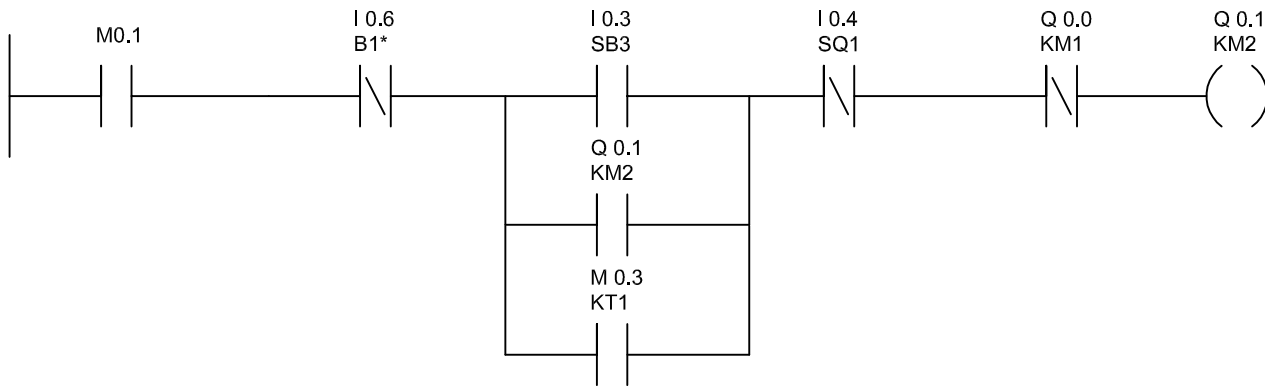 M0.1
I 0.6
B1*
I 0.3
SB3
I 0.4
SQ1
Q 0.0
KM1
Q 0.1
KM2
Q 0.1
KM2
M 0.3
KT1